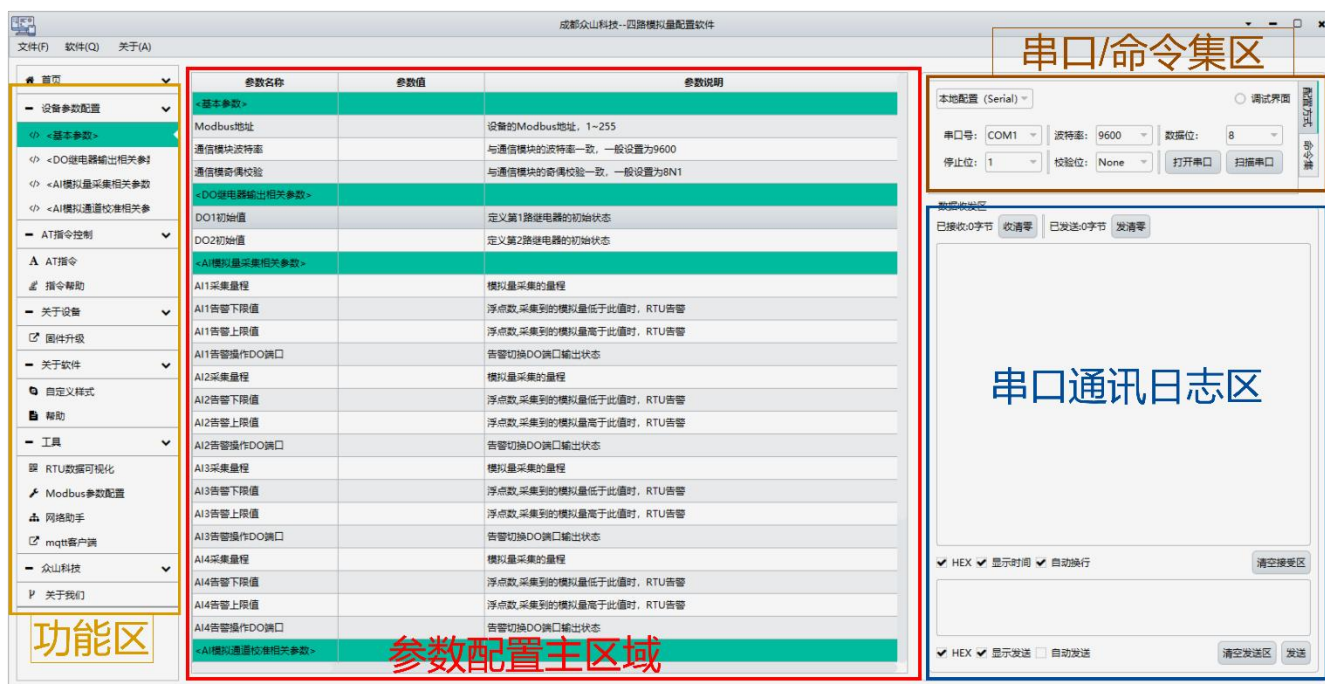 成都众山科技--四路模拟量配置软件
文件(F) 软件(Q) 关于(A)
首页
设备参数配置
<基本参数>
<DO继电器输出相关参
<AI模拟量采集相关参数
<AI模拟通道校准相关参
AT指令控制
A AT指令
指令帮助
关于设备
固件升级
关于软件
自定义样式
帮助
工具
RTU数据可视化
Modbus参数配置
网络助手
mqtt客户端
众山科技
关于我们
功能区
参数名称 参数值 参数说明
<基本参数>
Modbus地址 设备的Modbus地址，1~255
通信模块波特率 与通信模块的波特率一致，一般设置为9600
通信模奇偶校验 与通信模块的奇偶校验一致，一般设置为8N1
<DO继电器输出相关参数>
DO1初始值 定义第1路继电器的初始状态
DO2初始值 定义第2路继电器的初始状态
<AI模拟量采集相关参数>
AI1采集量程 模拟量采集的量程
AI1告警下限值 浮点数,采集到的模拟量低于此值时，RTU告警
AI1告警上限值 浮点数,采集到的模拟量高于此值时，RTU告警
AI1告警操作DO端口 告警切换DO端口输出状态
AI2采集量程 模拟量采集的量程
AI2告警下限值 浮点数,采集到的模拟量低于此值时，RTU告警
AI2告警上限值 浮点数,采集到的模拟量高于此值时，RTU告警
AI2告警操作DO端口 告警切换DO端口输出状态
AI3采集量程 模拟量采集的量程
AI3告警下限值 浮点数,采集到的模拟量低于此值时，RTU告警
AI3告警上限值 浮点数,采集到的模拟量高于此值时，RTU告警
AI3告警操作DO端口 告警切换DO端口输出状态
AI4采集量程 模拟量采集的量程
AI4告警下限值 浮点数,采集到的模拟量低于此值时，RTU告警
AI4告警上限值 浮点数,采集到的模拟量高于此值时，RTU告警
AI4告警操作DO端口 告警切换DO端口输出状态
<AI模拟通道校准相关参数>
参数配置主区域
串口/命令集区
本地配置 (Serial) 调试界面
串口号: COM1 波特率: 9600 数据位: 8
停止位: 1 校验位: None 打开串口 扫描串口
配置方式
命令集
数据收发区
已接收:0字节 收清零 已发送:0字节 发清零
串口通讯日志区
HEX 显示时间 自动换行 清空接受区
HEX 显示发送 自动发送 清空发送区 发送